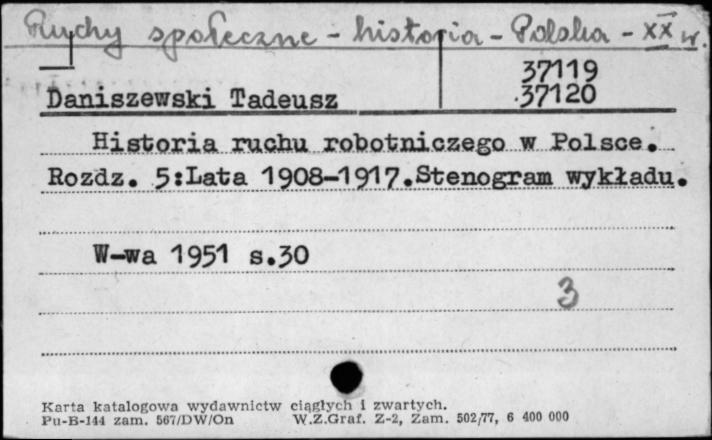 Ruchy społeczne - historia - Polska - XX w.
37119
Daniszewski Tadeusz 37120
Historia ruchu robotniczego w Polsce.
Rozdz. 5:Lata 1908-1917.Stenogram wykładu.
W-wa 1951 s.30
3
Karta katalogowa wydawnictw ciągłych i zwartych.
Pu-B-144 zam. 567/DW/On W.Z.Graf. Z-2, Zam. 502/77, 6 400 000